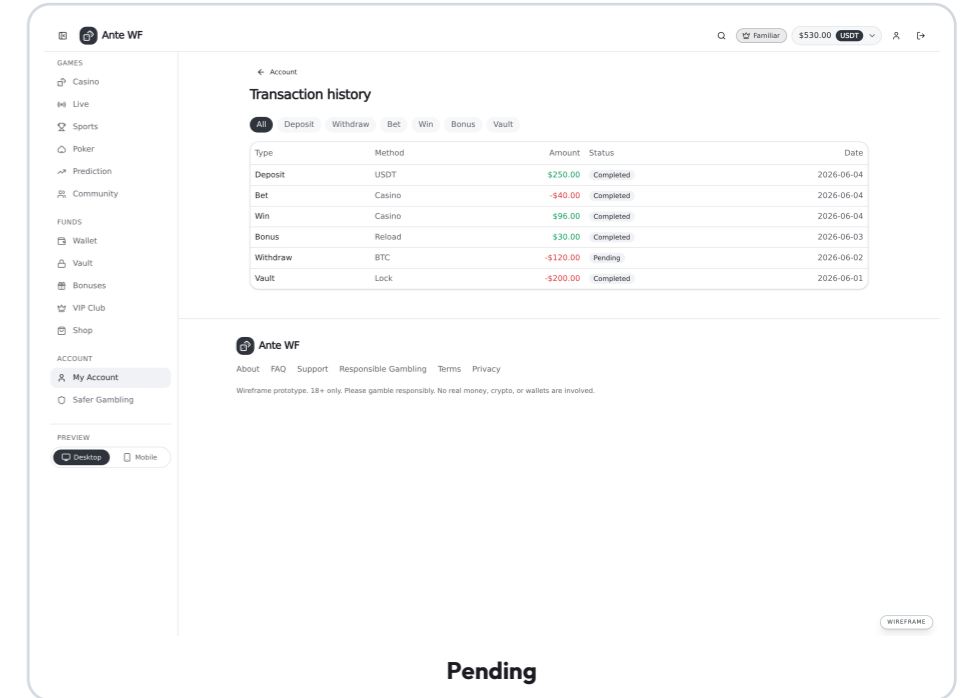 Ante WF
Familiar
$530.00 USDT
GAMES
Casino
Live
Sports
Poker
Prediction
Community
FUNDS
Wallet
Vault
Bonuses
VIP Club
Shop
ACCOUNT
My Account
Safer Gambling
PREVIEW
Desktop Mobile
Account
Transaction history
All Deposit Withdraw Bet Win Bonus Vault
Type Method Amount Status Date
Deposit USDT $250.00 Completed 2026-06-04
Bet Casino -$40.00 Completed 2026-06-04
Win Casino $96.00 Completed 2026-06-04
Bonus Reload $30.00 Completed 2026-06-03
Withdraw BTC -$120.00 Pending 2026-06-02
Vault Lock -$200.00 Completed 2026-06-01
Ante WF
About FAQ Support Responsible Gambling Terms Privacy
Wireframe prototype. 18+ only. Please gamble responsibly. No real money, crypto, or wallets are involved.
WIREFRAME
Pending